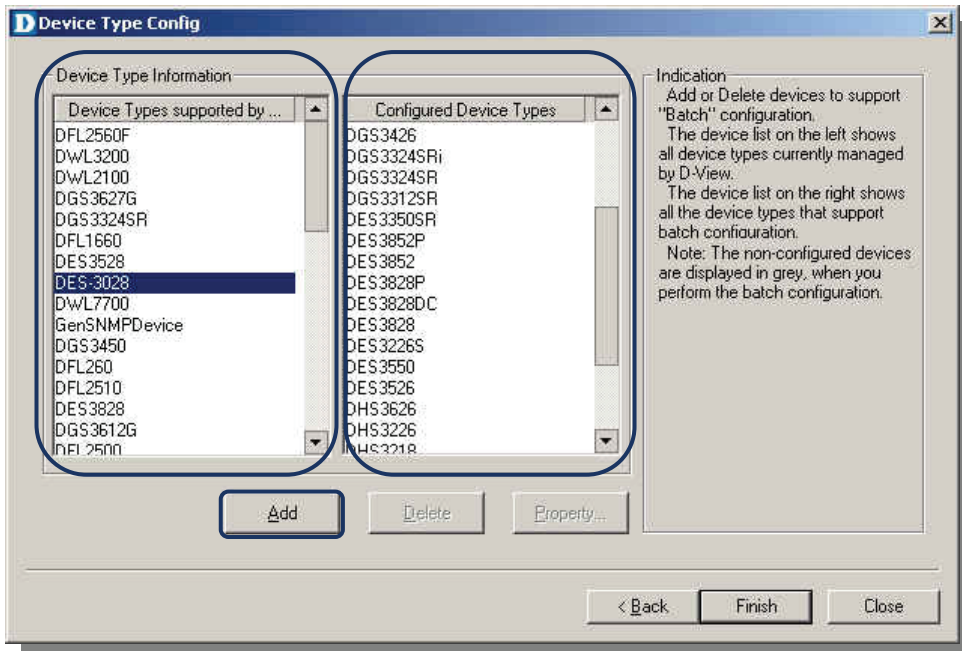 D Device Type Config
Device Type Information
Device Types supported by ...
DFL2560F
DWL3200
DWL2100
DGS3627G
DGS3324SR
DFL1660
DES3528
DES-3028
DWL7700
GenSNMPDevice
DGS3450
DFL260
DFL2510
DES3828
DGS3612G
DFL2500
Configured Device Types
DGS3426
DGS3324SRi
DGS3324SR
DGS3312SR
DES3350SR
DES3852P
DES3852
DES3828P
DES3828DC
DES3828
DES3226S
DES3550
DES3526
DHS3626
DHS3226
DHS3218
Indication
Add or Delete devices to support
"Batch" configuration.
The device list on the left shows
all device types currently managed
by D-View.
The device list on the right shows
all the device types that support
batch configuration.
Note: The non-configured devices
are displayed in grey, when you
perform the batch configuration.
Add
Delete
Property...
< Back
Finish
Close